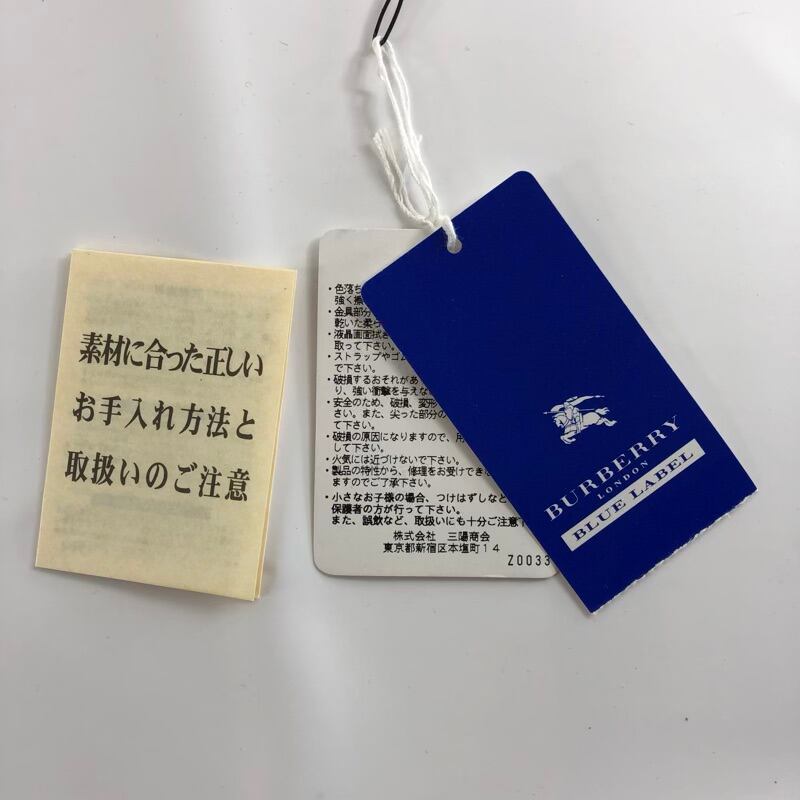 素材に合った正しい
お手入れ方法と
取扱いのご注意
・色落ち
強く擦
・金具部分
乾いた柔ら
・液晶画面拭き
取って下さい。
・ストラップやゴム
で下さい。
・破損するおそれがあ
り、強い衝撃を与えな
・安全のため、破損、変形
さい。また、尖った部分の
て下さい。
・破損の原因になりますので、用
して下さい。
・火気には近づけないで下さい。
・製品の特性から、修理をお受けでき
ますのでご了承下さい。
・小さなお子様の場合、つけはずしなど
保護者の方が行って下さい。
また、誤飲など、取扱いにも十分ご注意下
株式会社 三陽商会
東京都新宿区本塩町14
Z0033
BURBERRY
LONDON
BLUE LABEL